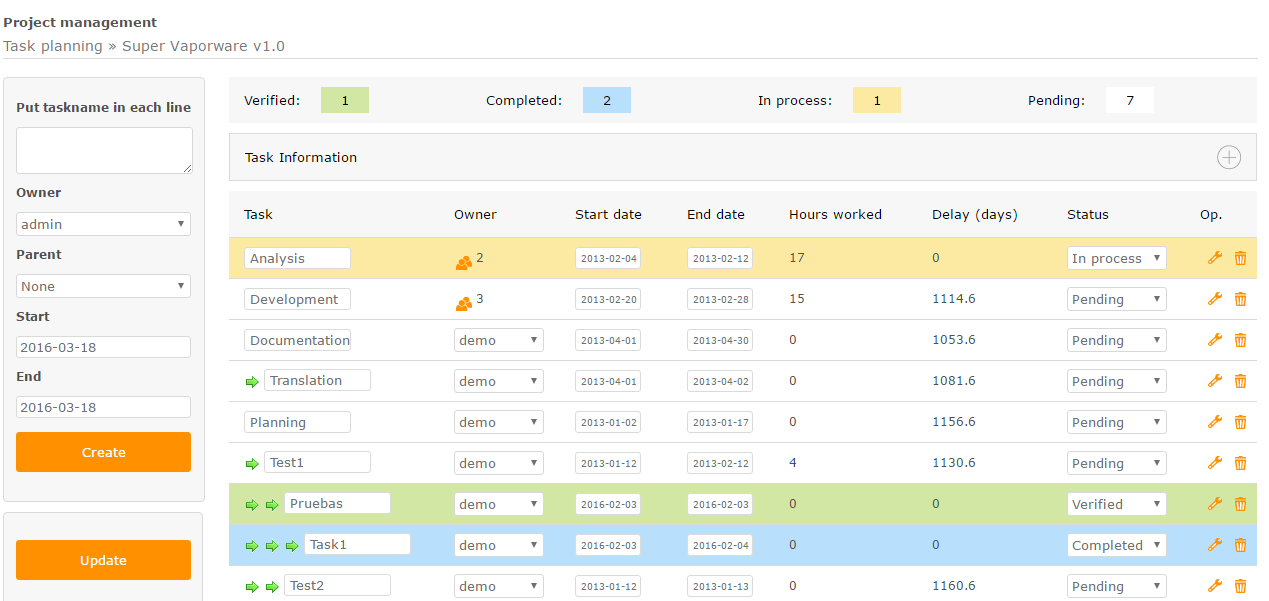 Project management
Task planning » Super Vaporware v1.0
Put taskname in each line
Owner
admin
Parent
None
Start
2016-03-18
End
2016-03-18
Create
Update
Verified: 1 Completed: 2 In process: 1 Pending: 7
Task Information
Task Owner Start date End date Hours worked Delay (days) Status Op.
Analysis 2 2013-02-04 2013-02-12 17 0 In process
Development 3 2013-02-20 2013-02-28 15 1114.6 Pending
Documentation demo 2013-04-01 2013-04-30 0 1053.6 Pending
Translation demo 2013-04-01 2013-04-02 0 1081.6 Pending
Planning demo 2013-01-02 2013-01-17 0 1156.6 Pending
Test1 demo 2013-01-12 2013-02-12 4 1130.6 Pending
Pruebas demo 2016-02-03 2016-02-03 0 0 Verified
Task1 demo 2016-02-03 2016-02-04 0 0 Completed
Test2 demo 2013-01-12 2013-01-13 0 1160.6 Pending